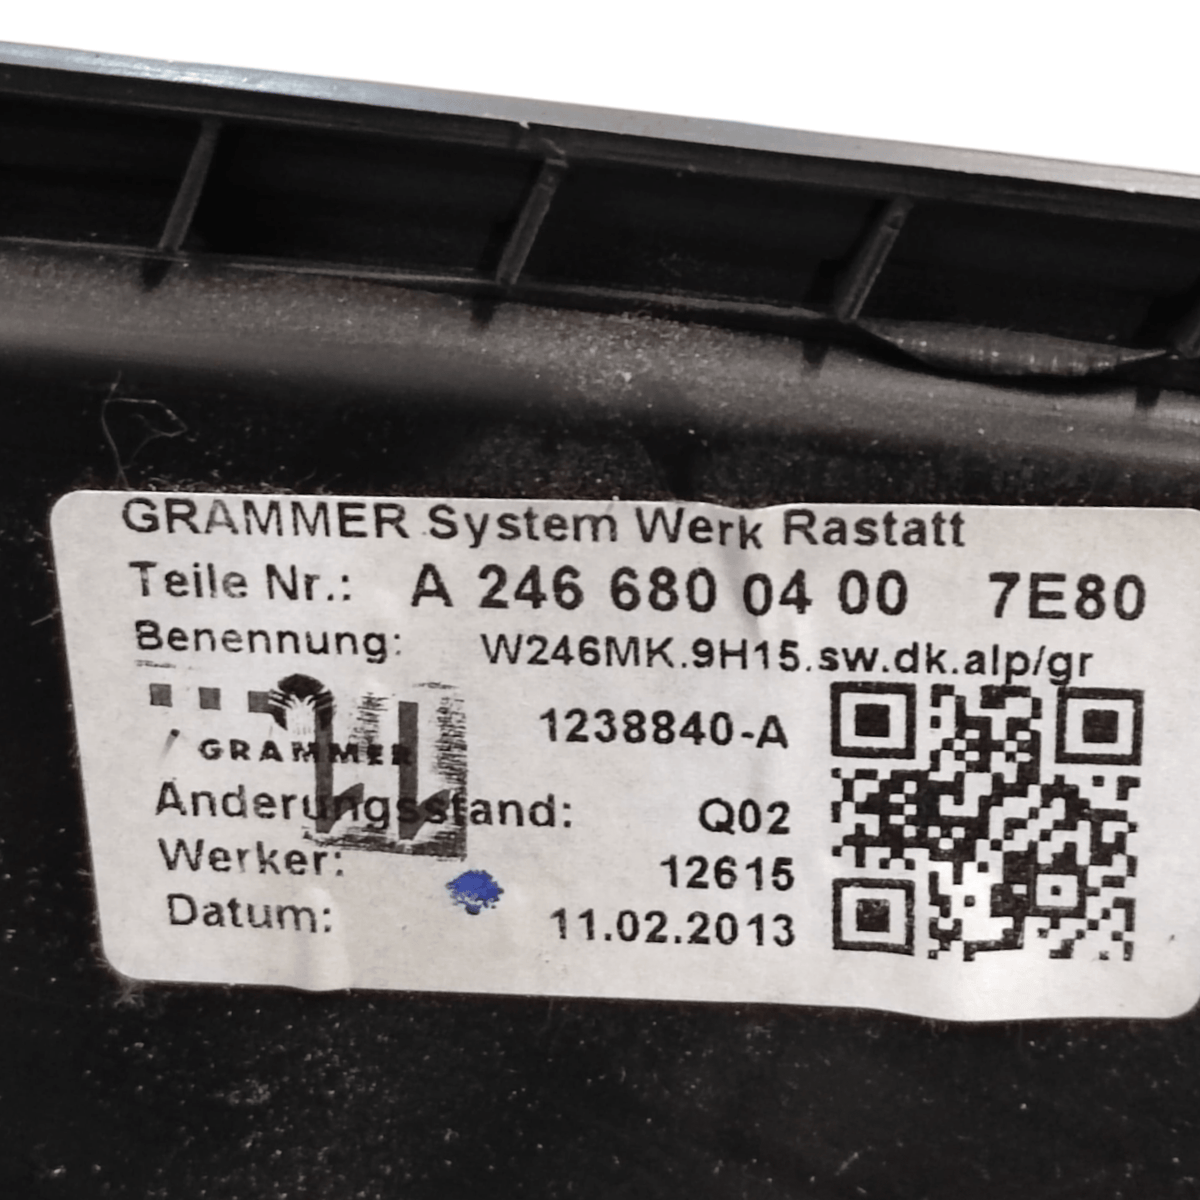 GRAMMER System Werk Rastatt
Teile Nr.: A 246 680 04 00 7E80
Benennung: W246MK.9H15.sw.dk.alp/gr
GRAMMER 1238840-A
Änderungsstand: Q02
Werker: 12615
Datum: 11.02.2013